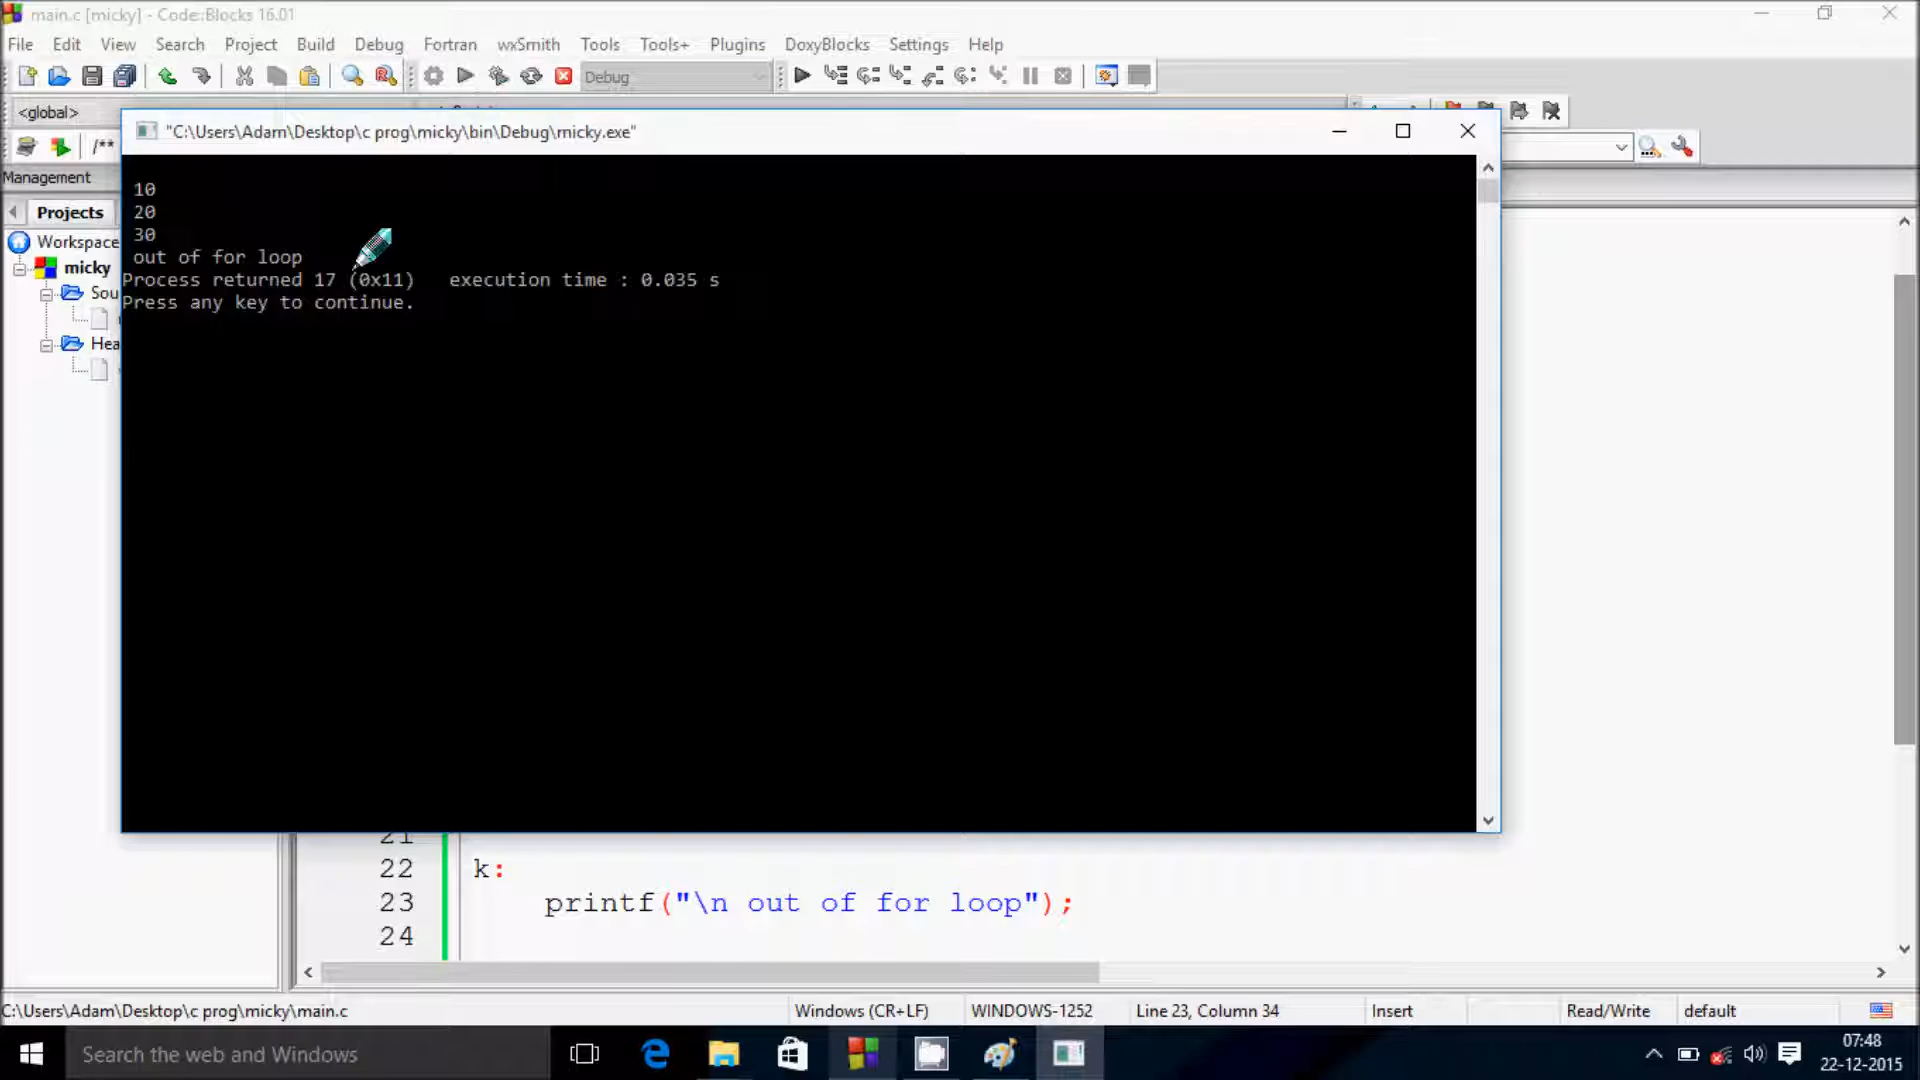 main.c [micky] - Code::Blocks 16.01
File Edit View Search Project Build Debug Fortran wxSmith Tools Tools+ Plugins DoxyBlocks Settings Help
Debug
<global>
"C:\Users\Adam\Desktop\c prog\micky\bin\Debug\micky.exe"
/**
Management
Projects
Workspace
micky
Sou
Hea
10
20
30
out of for loop
Process returned 17 (0x11)   execution time : 0.035 s
Press any key to continue.
21
22 k:
23 printf("\n out of for loop");
24
C:\Users\Adam\Desktop\c prog\micky\main.c Windows (CR+LF) WINDOWS-1252 Line 23, Column 34 Insert Read/Write default
Search the web and Windows
07:48
22-12-2015